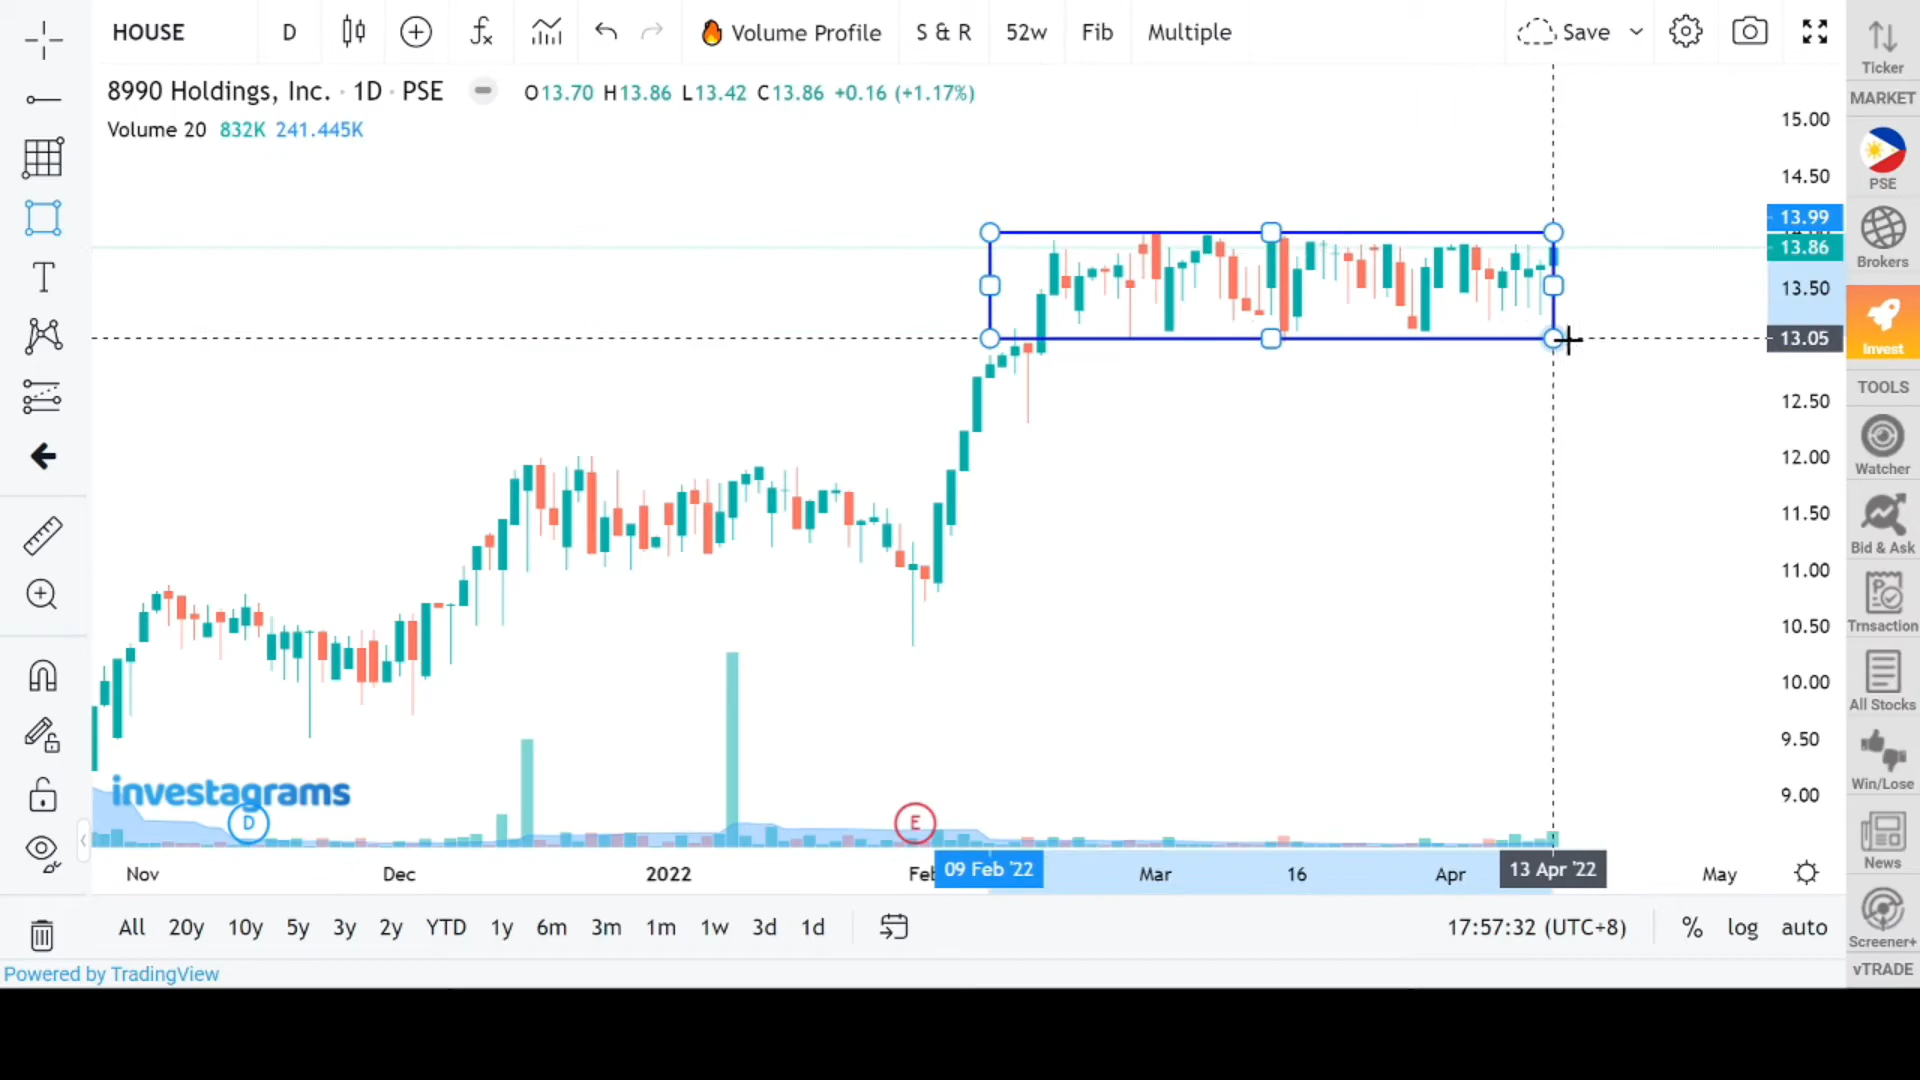 HOUSE D Volume Profile S & R 52w Fib Multiple Save
Ticker
8990 Holdings, Inc. · 1D · PSE O13.70 H13.86 L13.42 C13.86 +0.16 (+1.17%)
MARKET
Volume 20 832K 241.445K
15.00
14.50
PSE
13.99
13.86
Brokers
13.50
13.05
Invest
TOOLS
12.50
12.00
Watcher
11.50
Bid & Ask
11.00
10.50
Trnsaction
10.00
All Stocks
9.50
Win/Lose
investagrams
9.00
D
E
News
Nov Dec 2022 Feb 09 Feb '22 Mar 16 Apr 13 Apr '22 May
All 20y 10y 5y 3y 2y YTD 1y 6m 3m 1m 1w 3d 1d 17:57:32 (UTC+8) % log auto
Screener+
Powered by TradingView
vTRADE